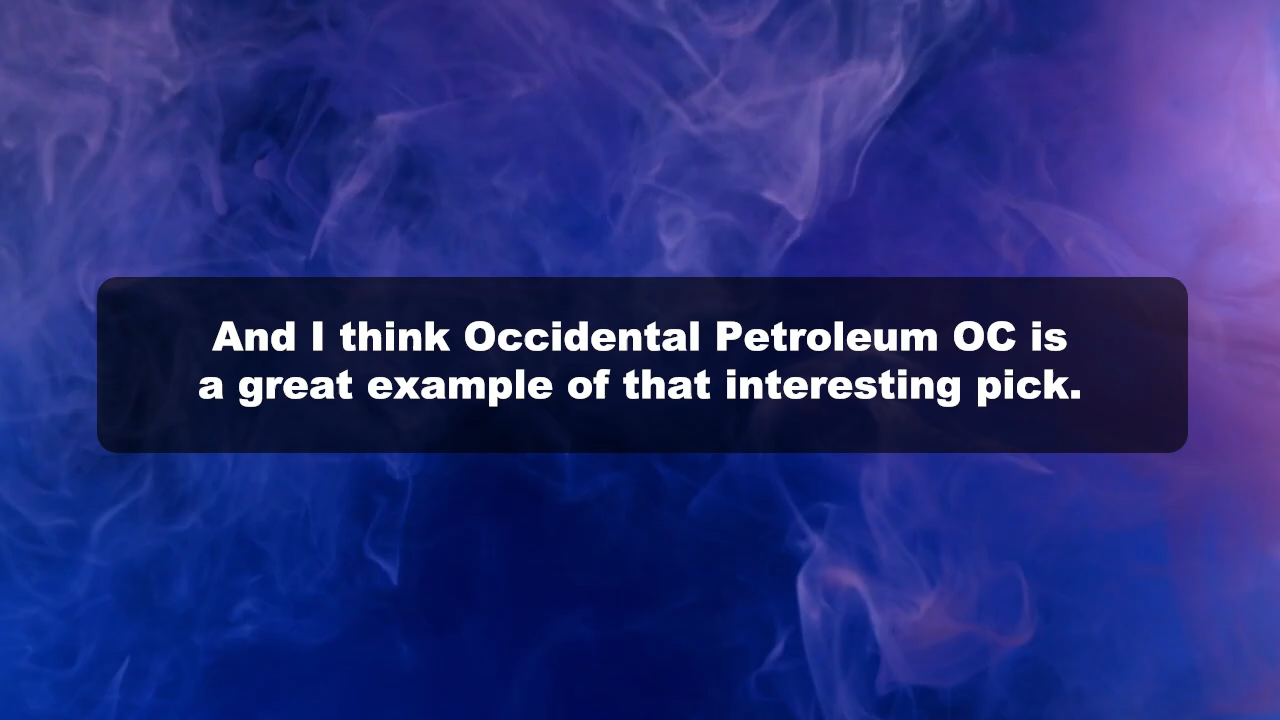 And I think Occidental Petroleum OC is
a great example of that interesting pick.